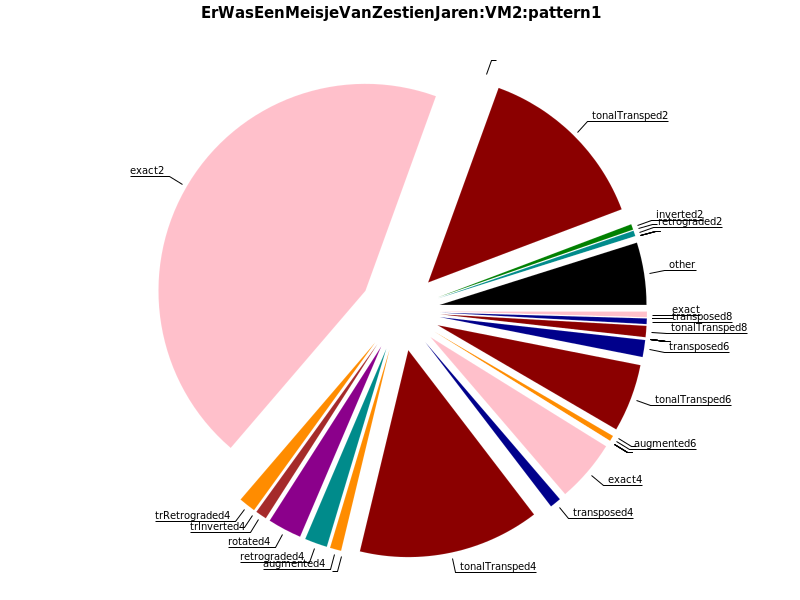 ErWasEenMeisjeVanZestienJaren:VM2:pattern1
tonalTransped2
exact2
inverted2
retrograded2
other
exact
transposed8
tonalTransped8
transposed6
tonalTransped6
augmented6
exact4
transposed4
trRetrograded4
trInverted4
rotated4
retrograded4
augmented4
tonalTransped4